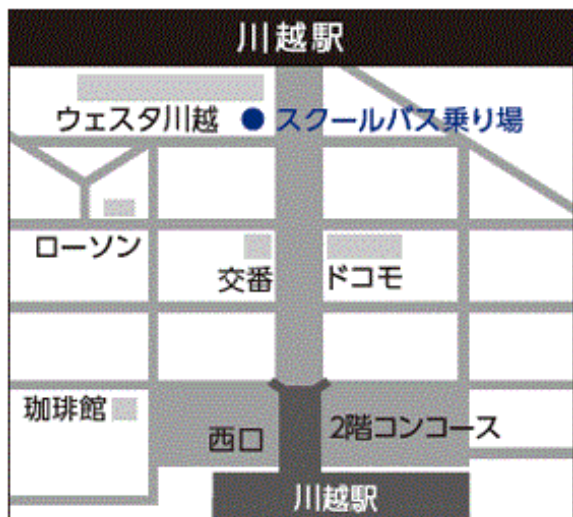 川越駅
ウェスタ川越
スクールバス乗り場
ローソン
交番
ドコモ
珈琲館
西口
2階コンコース
川越駅